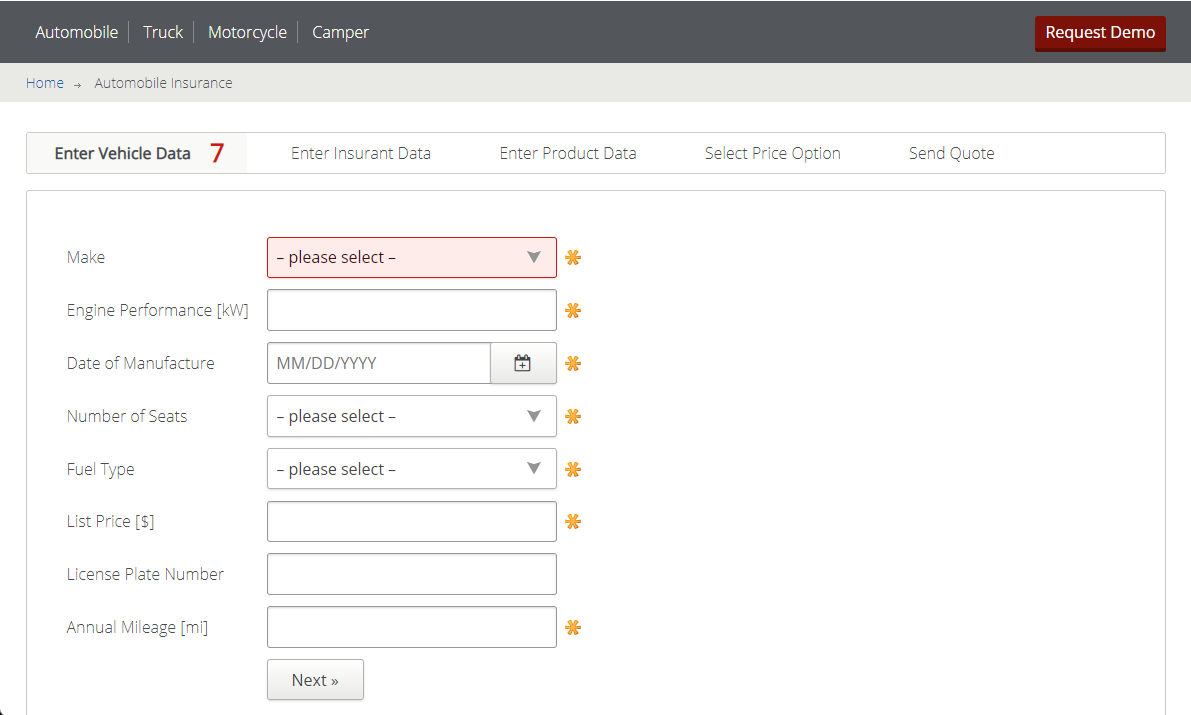 Automobile Truck Motorcycle Camper Request Demo
Home → Automobile Insurance
Enter Vehicle Data 7 Enter Insurant Data Enter Product Data Select Price Option Send Quote
Make – please select –
Engine Performance [kW]
Date of Manufacture MM/DD/YYYY
Number of Seats – please select –
Fuel Type – please select –
List Price [$]
License Plate Number
Annual Mileage [mi]
Next »